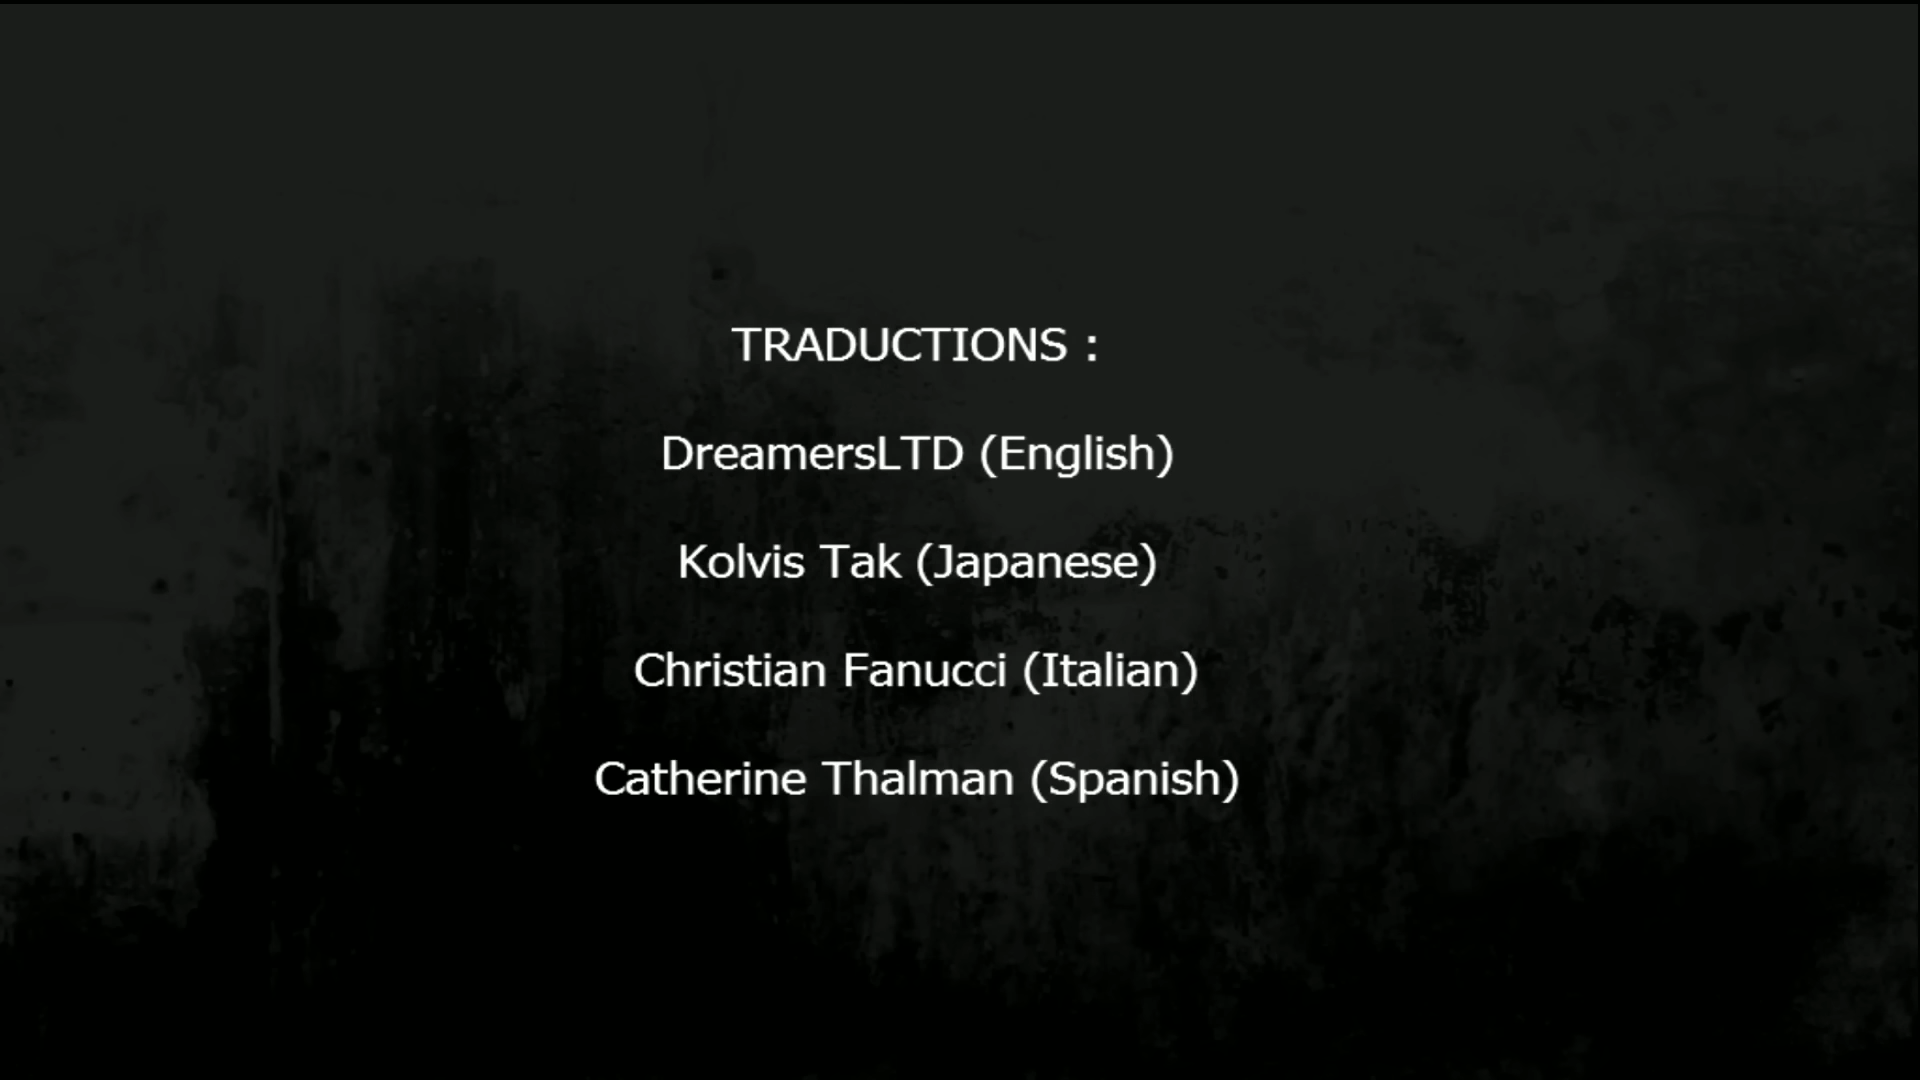 TRADUCTIONS :
DreamersLTD (English)
Kolvis Tak (Japanese)
Christian Fanucci (Italian)
Catherine Thalman (Spanish)